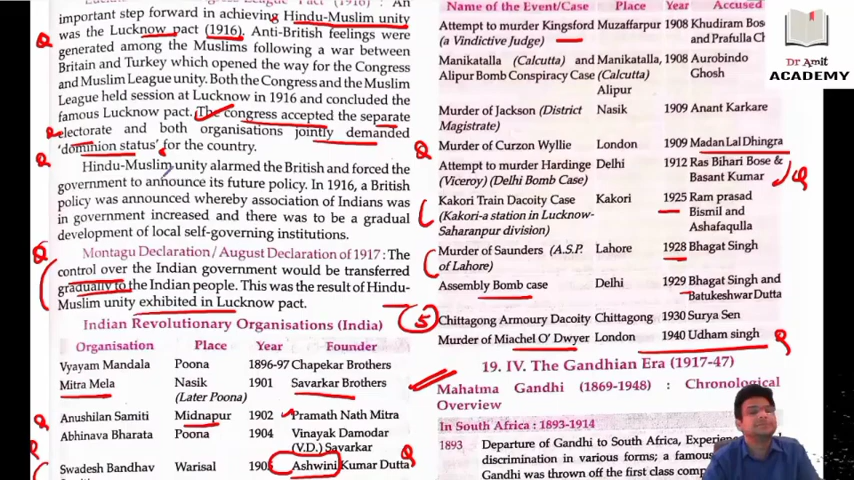 important step forward in achieving Hindu-Muslim unity
was the Lucknow pact (1916). Anti-British feelings were
generated among the Muslims following a war between
Britain and Turkey which opened the way for the Congress
and Muslim League unity. Both the Congress and the Muslim
League held session at Lucknow in 1916 and concluded the
famous Lucknow pact. The congress accepted the separate
electorate and both organisations jointly demanded
'dominion status' for the country.
Hindu-Muslim unity alarmed the British and forced the
government to announce its future policy. In 1916, a British
policy was announced whereby association of Indians was
in government increased and there was to be a gradual
development of local self-governing institutions.
Montagu Declaration/August Declaration of 1917: The
control over the Indian government would be transferred
gradually to the Indian people. This was the result of Hindu-
Muslim unity exhibited in Lucknow pact.
Indian Revolutionary Organisations (India)
Organisation Place Year Founder
Vyayam Mandala Poona 1896-97 Chapekar Brothers
Mitra Mela Nasik 1901 Savarkar Brothers
(Later Poona)
Anushilan Samiti Midnapur 1902 Pramath Nath Mitra
Abhinava Bharata Poona 1904 Vinayak Damodar
(V.D.) Savarkar
Swadesh Bandhav Warisal 1905 Ashwini Kumar Dutta
Name of the Event/Case Place Year Accused
Attempt to murder Kingsford Muzaffarpur 1908 Khudiram Bos
(a Vindictive Judge) and Prafulla Ch
Manikatalla (Calcutta) and Manikatalla, 1908 Aurobindo
Alipur Bomb Conspiracy Case (Calcutta) Ghosh
Alipur
Murder of Jackson (District Nasik 1909 Anant Karkare
Magistrate)
Murder of Curzon Wyllie London 1909 Madan Lal Dhingra
Attempt to murder Hardinge Delhi 1912 Ras Bihari Bose &
(Viceroy) (Delhi Bomb Case) Basant Kumar
Kakori Train Dacoity Case Kakori 1925 Ram prasad
(Kakori-a station in Lucknow- Bismil and
Saharanpur division) Ashafaqulla
Murder of Saunders (A.S.P. Lahore 1928 Bhagat Singh
of Lahore)
Assembly Bomb case Delhi 1929 Bhagat Singh and
Batukeshwar Dutta
5
Chittagong Armoury Dacoity Chittagong 1930 Surya Sen
Murder of Miachel O' Dwyer London 1940 Udham singh
19. IV. The Gandhian Era (1917-47)
Mahatma Gandhi (1869-1948) : Chronological
Overview
In South Africa : 1893-1914
1893 Departure of Gandhi to South Africa, Experie
discrimination in various forms; a famous
Gandhi was thrown off the first class comp
Dr Amit
ACADEMY